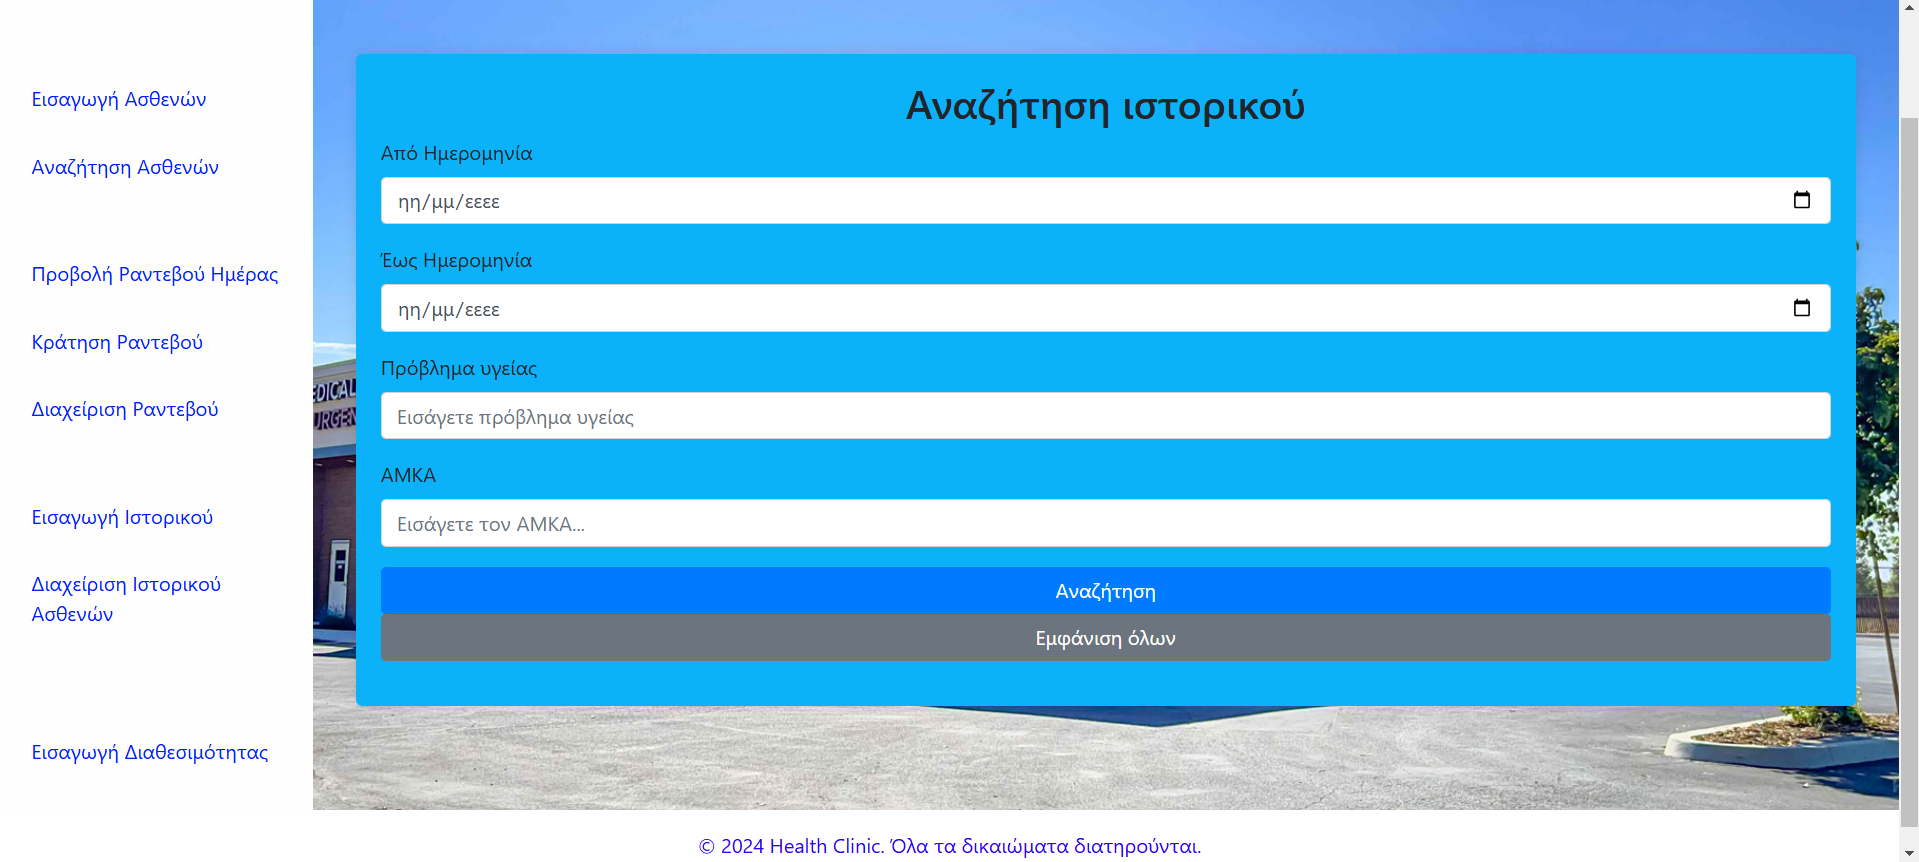 Εισαγωγή Ασθενών
Αναζήτηση Ασθενών
Προβολή Ραντεβού Ημέρας
Κράτηση Ραντεβού
Διαχείριση Ραντεβού
Εισαγωγή Ιστορικού
Διαχείριση Ιστορικού
Ασθενών
Εισαγωγή Διαθεσιμότητας
Αναζήτηση ιστορικού
Από Ημερομηνία
ηη/μμ/εεεε
Έως Ημερομηνία
ηη/μμ/εεεε
Πρόβλημα υγείας
Εισάγετε πρόβλημα υγείας
ΑΜΚΑ
Εισάγετε τον ΑΜΚΑ...
Αναζήτηση
Εμφάνιση όλων
EDICAL
URGEN
© 2024 Health Clinic. Όλα τα δικαιώματα διατηρούνται.